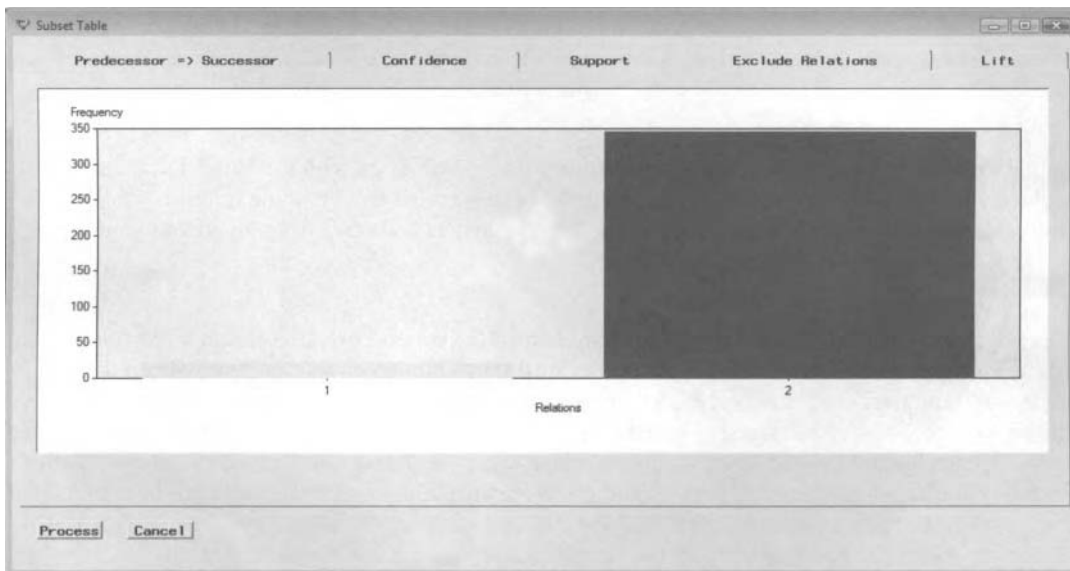 Subset Table
Predecessor => Successor Confidence Support Exclude Relations Lift
Frequency
350
300
250
200
150
100
50
0
1 2
Relations
Process Cancel